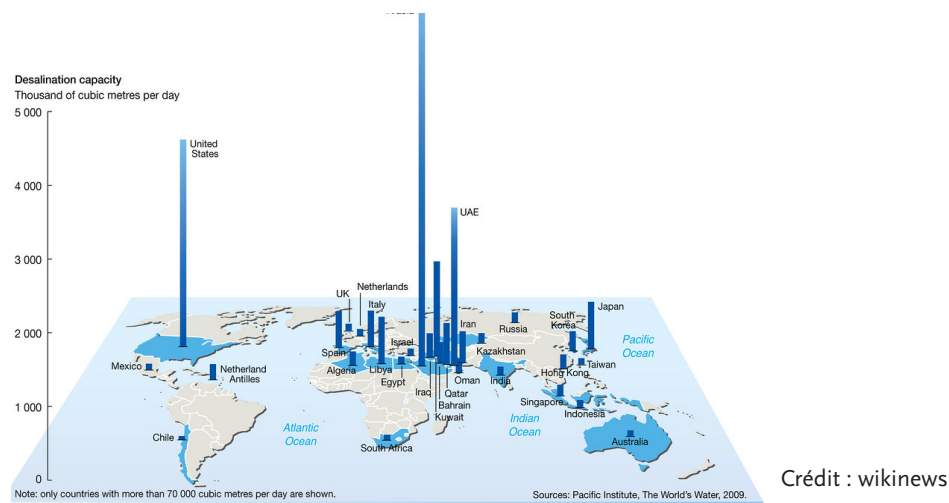 Desalination capacity
Thousand of cubic metres per day
5 000
4 000
3 000
2 000
1 000
0
United
States
UAE
UK
Netherlands
Italy
Japan
South
Korea
Russia
Iran
Israel
Spain
Kazakhstan
Taiwan
Pacific
Ocean
Mexico
Netherland
Antilles
Algeria
Libya
Egypt
Iraq
Qatar
Oman
India
Hong Kong
Bahrain
Kuwait
Singapore
Indonesia
Indian
Ocean
Atlantic
Ocean
Chile
South Africa
Australia
Note: only countries with more than 70 000 cubic metres per day are shown.
Sources: Pacific Institute, The World's Water, 2009.
Crédit : wikinews